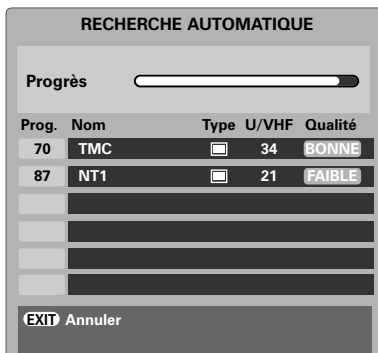 RECHERCHE AUTOMATIQUE
Progrès
Prog. Nom Type U/VHF Qualité
70 TMC 34 BONNE
87 NT1 21 FAIBLE
EXIT Annuler